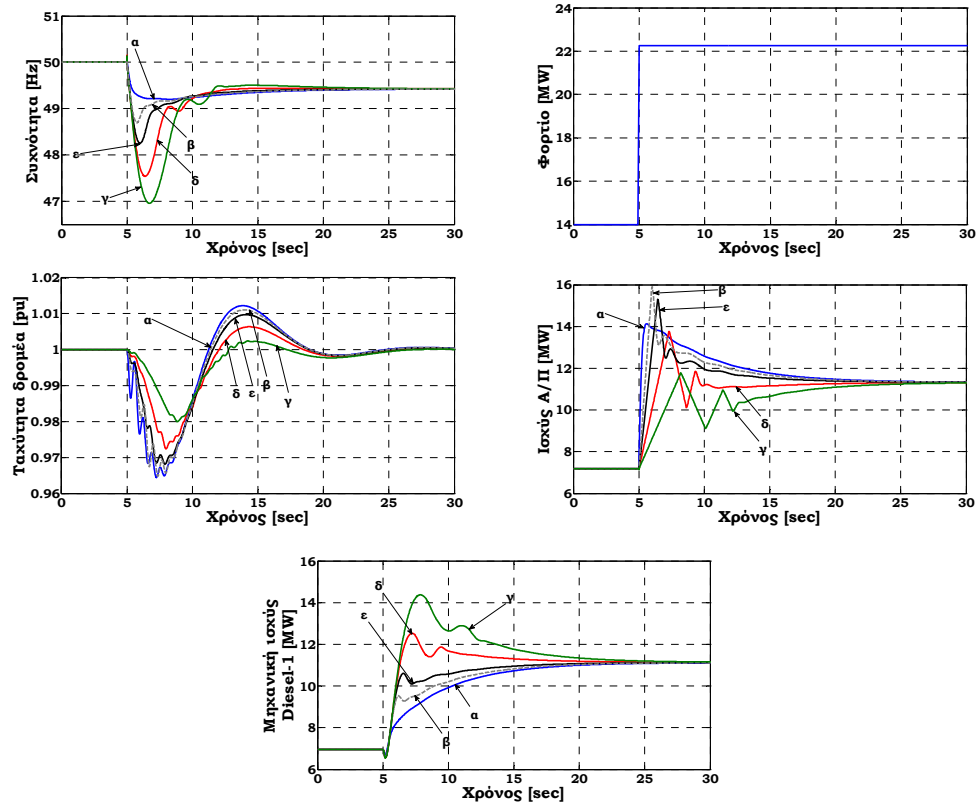 Συχνότητα [Hz]
51
50
49
48
47
α
β
ε
δ
γ
0 5 10 15 20 25 30
Χρόνος [sec]
Φορτίο [MW]
24
22
20
18
16
14
0 5 10 15 20 25 30
Χρόνος [sec]
Ταχύτητα δρομέα [pu]
1.02
1.01
1
0.99
0.98
0.97
0.96
α
δ ε β γ
0 5 10 15 20 25 30
Χρόνος [sec]
Ισχύς Α/Π [MW]
16
14
12
10
8
6
β
ε
α
δ
γ
0 5 10 15 20 25 30
Χρόνος [sec]
Μηχανική ισχύς
Diesel-1 [MW]
16
14
12
10
8
6
δ
γ
ε
α
β
0 5 10 15 20 25 30
Χρόνος [sec]